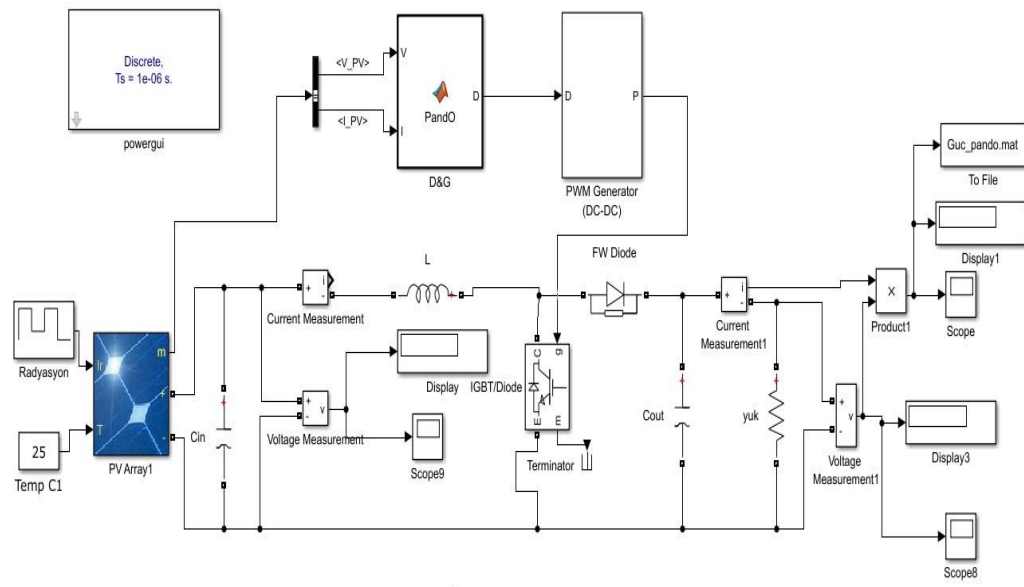 Discrete,
Ts = 1e-06 s.
powergui
<V_PV>
<I_PV>
V
I
D
PandO
D&G
D
P
PWM Generator
(DC-DC)
Guc_pando.mat
To File
Display1
Scope
FW Diode
L
i
+
-
Current Measurement
Radyasyon
Ir
T
m
+
-
25
Temp C1
PV Array1
+
Cin
+
-
v
Voltage Measurement
Display
Scope9
+
C
g
E
m
IGBT/Diode
Terminator
+
Cout
i
+
-
Current
Measurement1
+
yuk
x
Product1
+
-
v
Voltage
Measurement1
Display3
Scope8